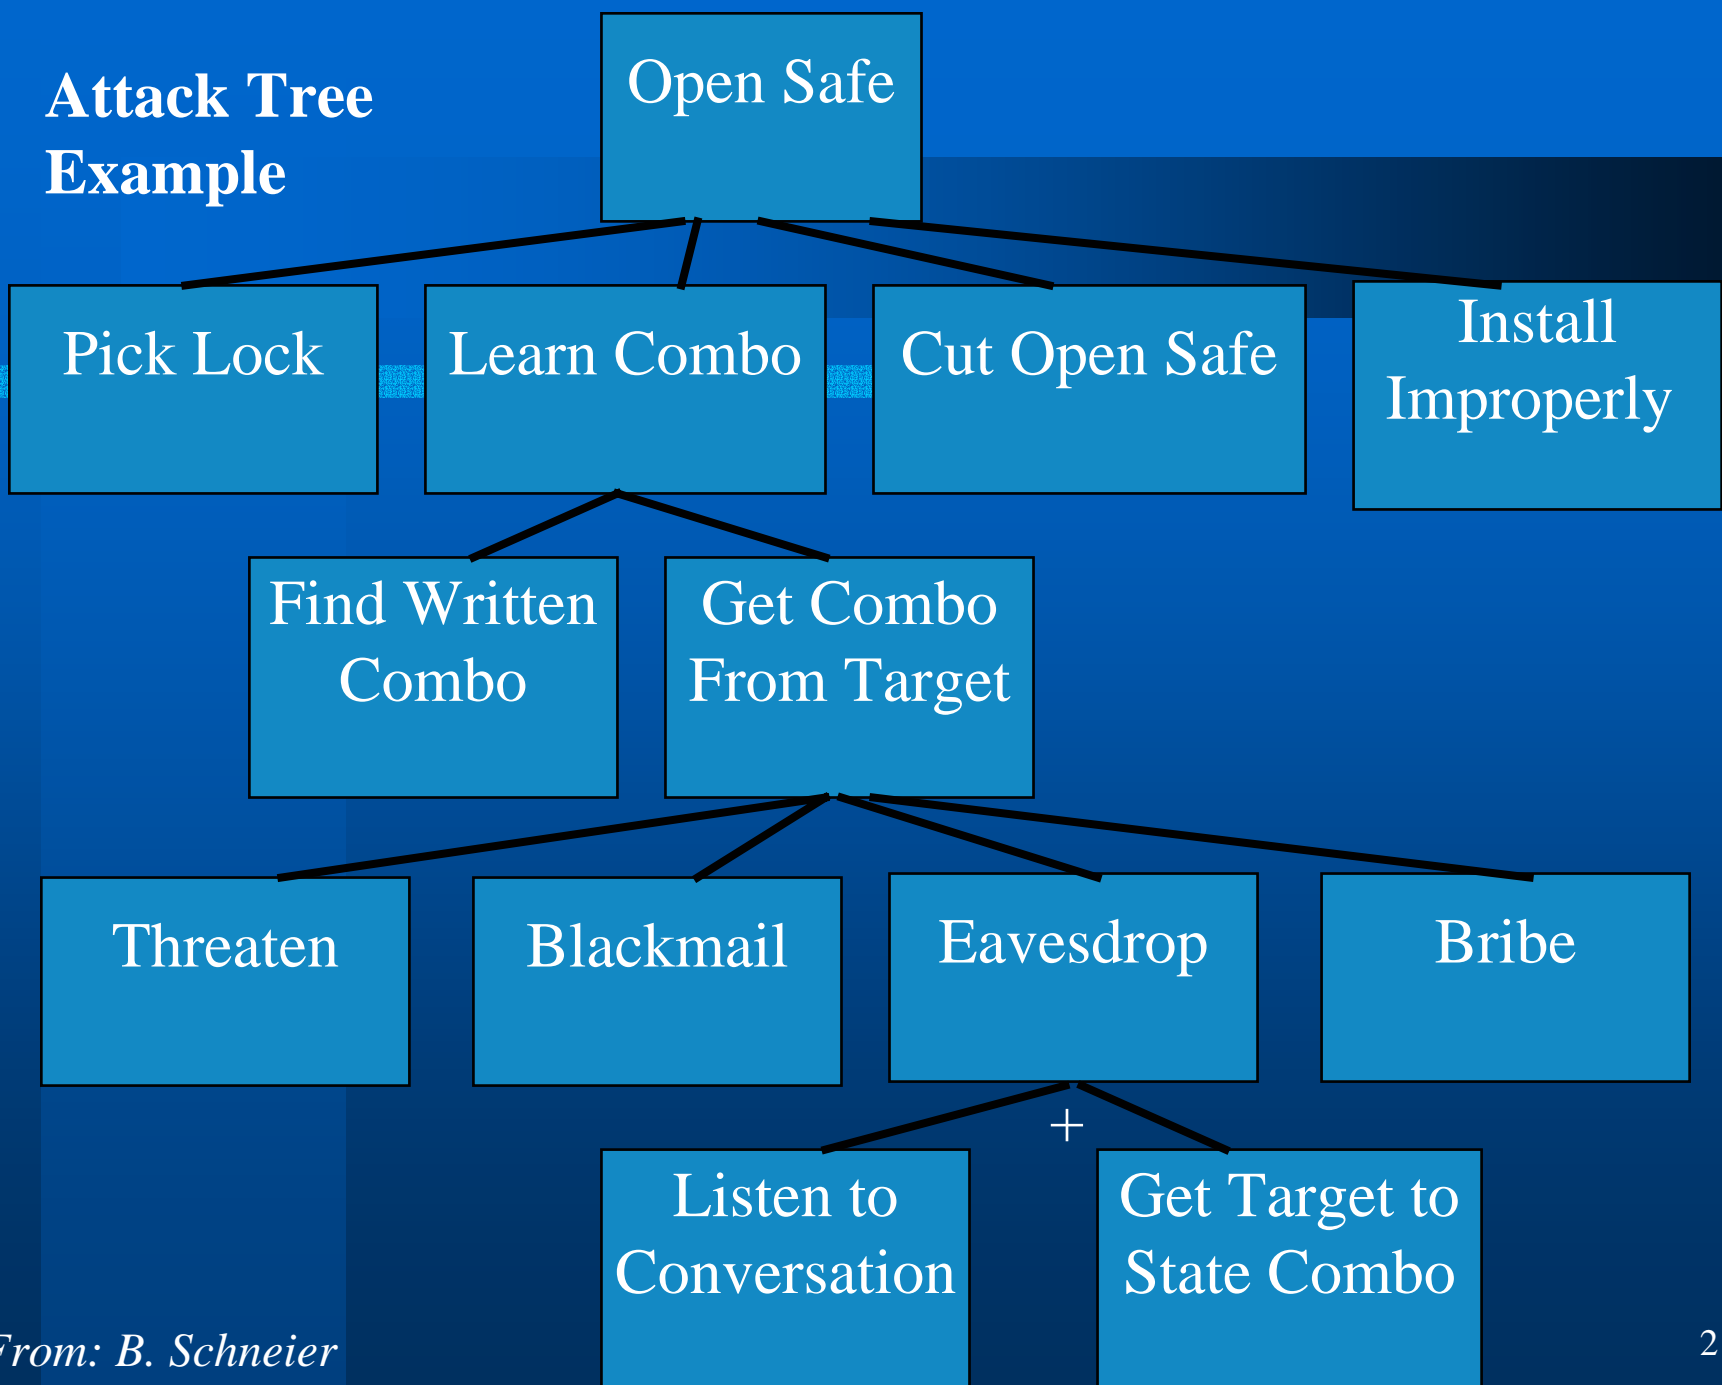 Attack Tree
Example
Open Safe
Pick Lock
Learn Combo
Cut Open Safe
Install
Improperly
Find Written
Combo
Get Combo
From Target
Threaten
Blackmail
Eavesdrop
Bribe
+
Listen to
Conversation
Get Target to
State Combo
From: B. Schneier
2